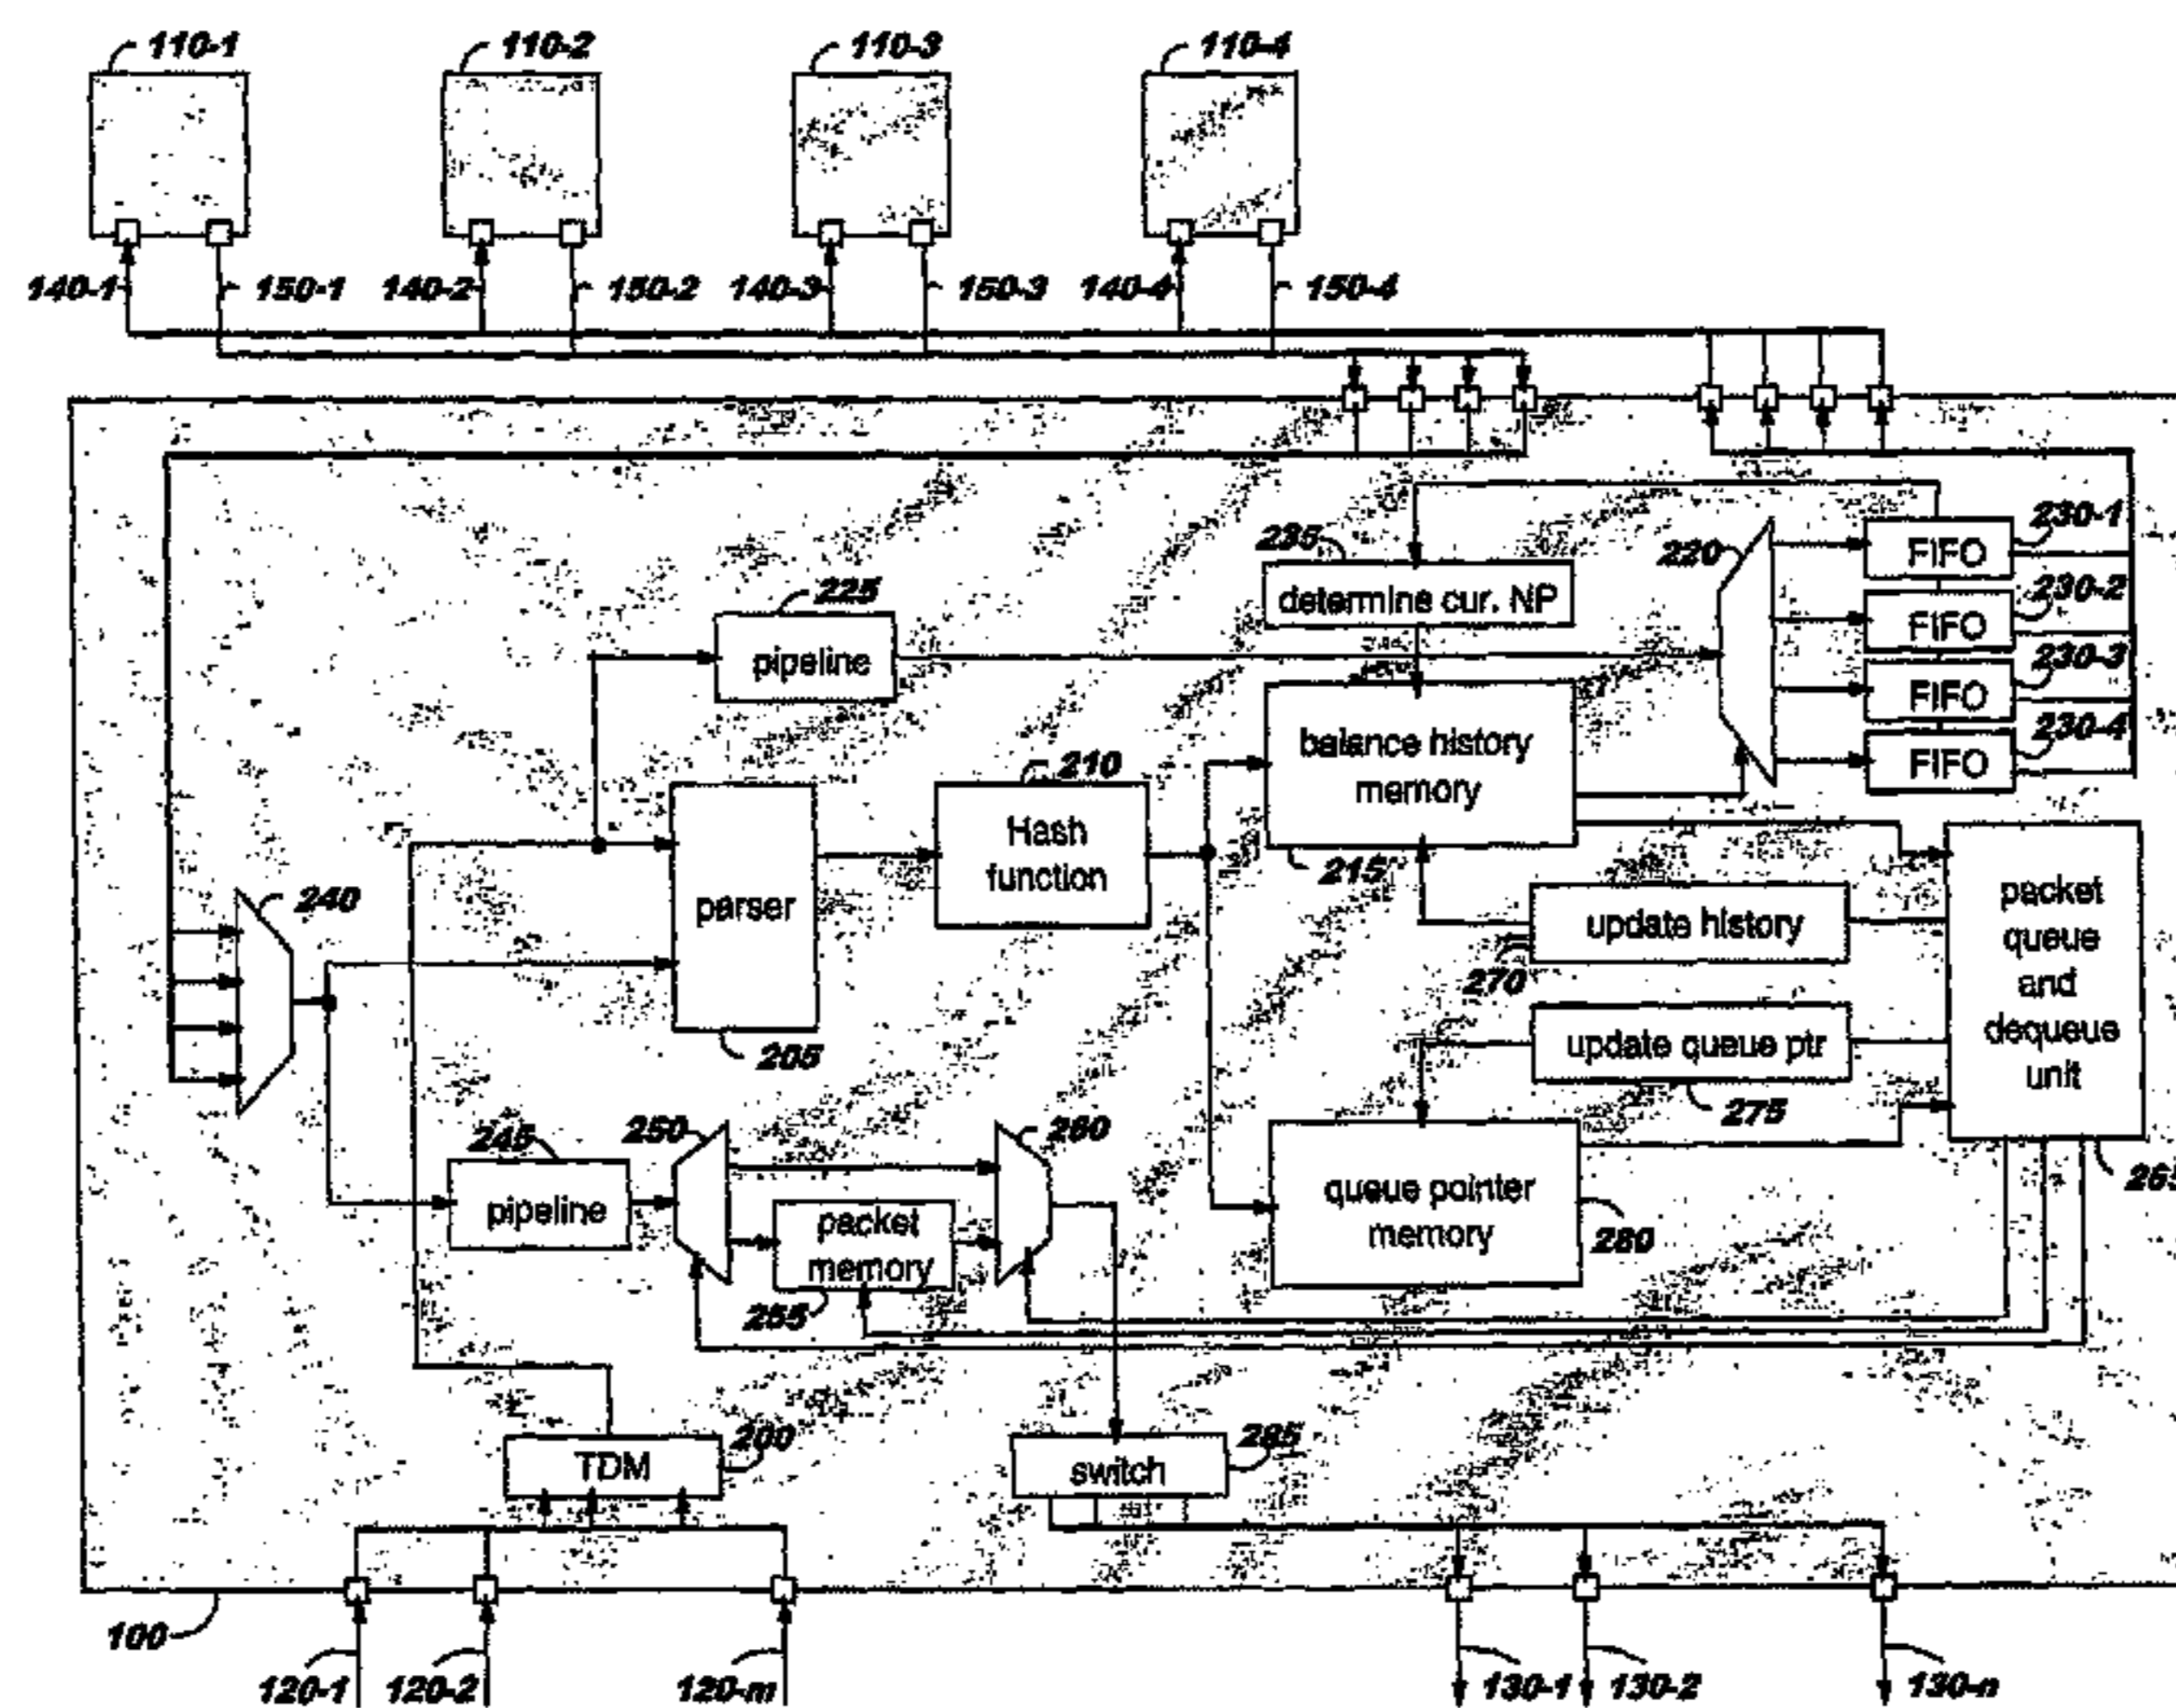 110-1 110-2 110-3 110-4
140-1 150-1 140-2 150-2 140-3 150-3 140-4 150-4
230-1
235 220 FIFO
determine cur. NP
230-2
225 FIFO
pipeline
230-3
FIFO
230-4
balance history
memory
FIFO
210
Hash
function
215
240
parser
update history
270
packet
queue
and
dequeue
unit
205
update queue ptr
275
245 250 260
265
pipeline
packet
memory
255
queue pointer
memory
280
200 285
TDM switch
100
120-1 120-2 120-m 130-1 130-2 130-n